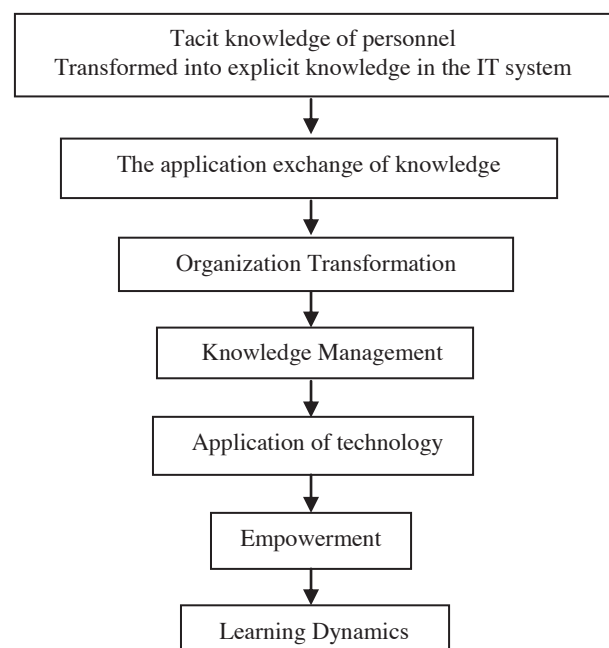 Tacit knowledge of personnel
Transformed into explicit knowledge in the IT system
The application exchange of knowledge
Organization Transformation
Knowledge Management
Application of technology
Empowerment
Learning Dynamics